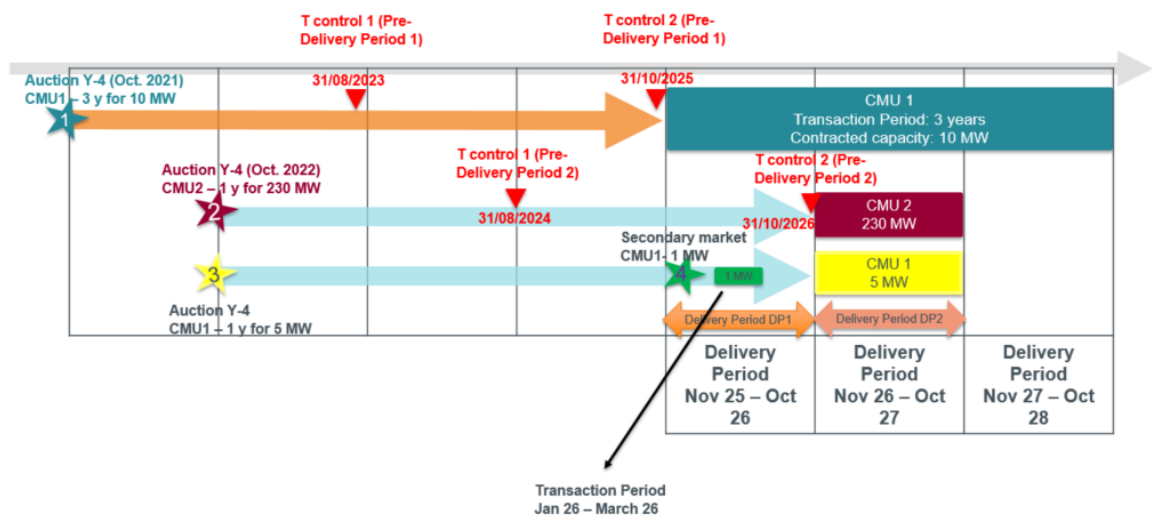 T control 1 (Pre-
Delivery Period 1)
T control 2 (Pre-
Delivery Period 1)
Auction Y-4 (Oct. 2021)
CMU1 – 3 y for 10 MW
31/08/2023
31/10/2025
1
CMU 1
Transaction Period: 3 years
Contracted capacity: 10 MW
T control 1 (Pre-
Delivery Period 2)
T control 2 (Pre-
Delivery Period 2)
Auction Y-4 (Oct. 2022)
CMU2 – 1 y for 230 MW
2
31/08/2024
31/10/2026
CMU 2
230 MW
Secondary market
CMU1- 1 MW
3
4
1 MW
CMU 1
5 MW
Auction Y-4
CMU1 – 1 y for 5 MW
Delivery Period DP1
Delivery Period DP2
Delivery
Period
Nov 25 – Oct
26
Delivery
Period
Nov 26 – Oct
27
Delivery
Period
Nov 27 – Oct
28
Transaction Period
Jan 26 – March 26